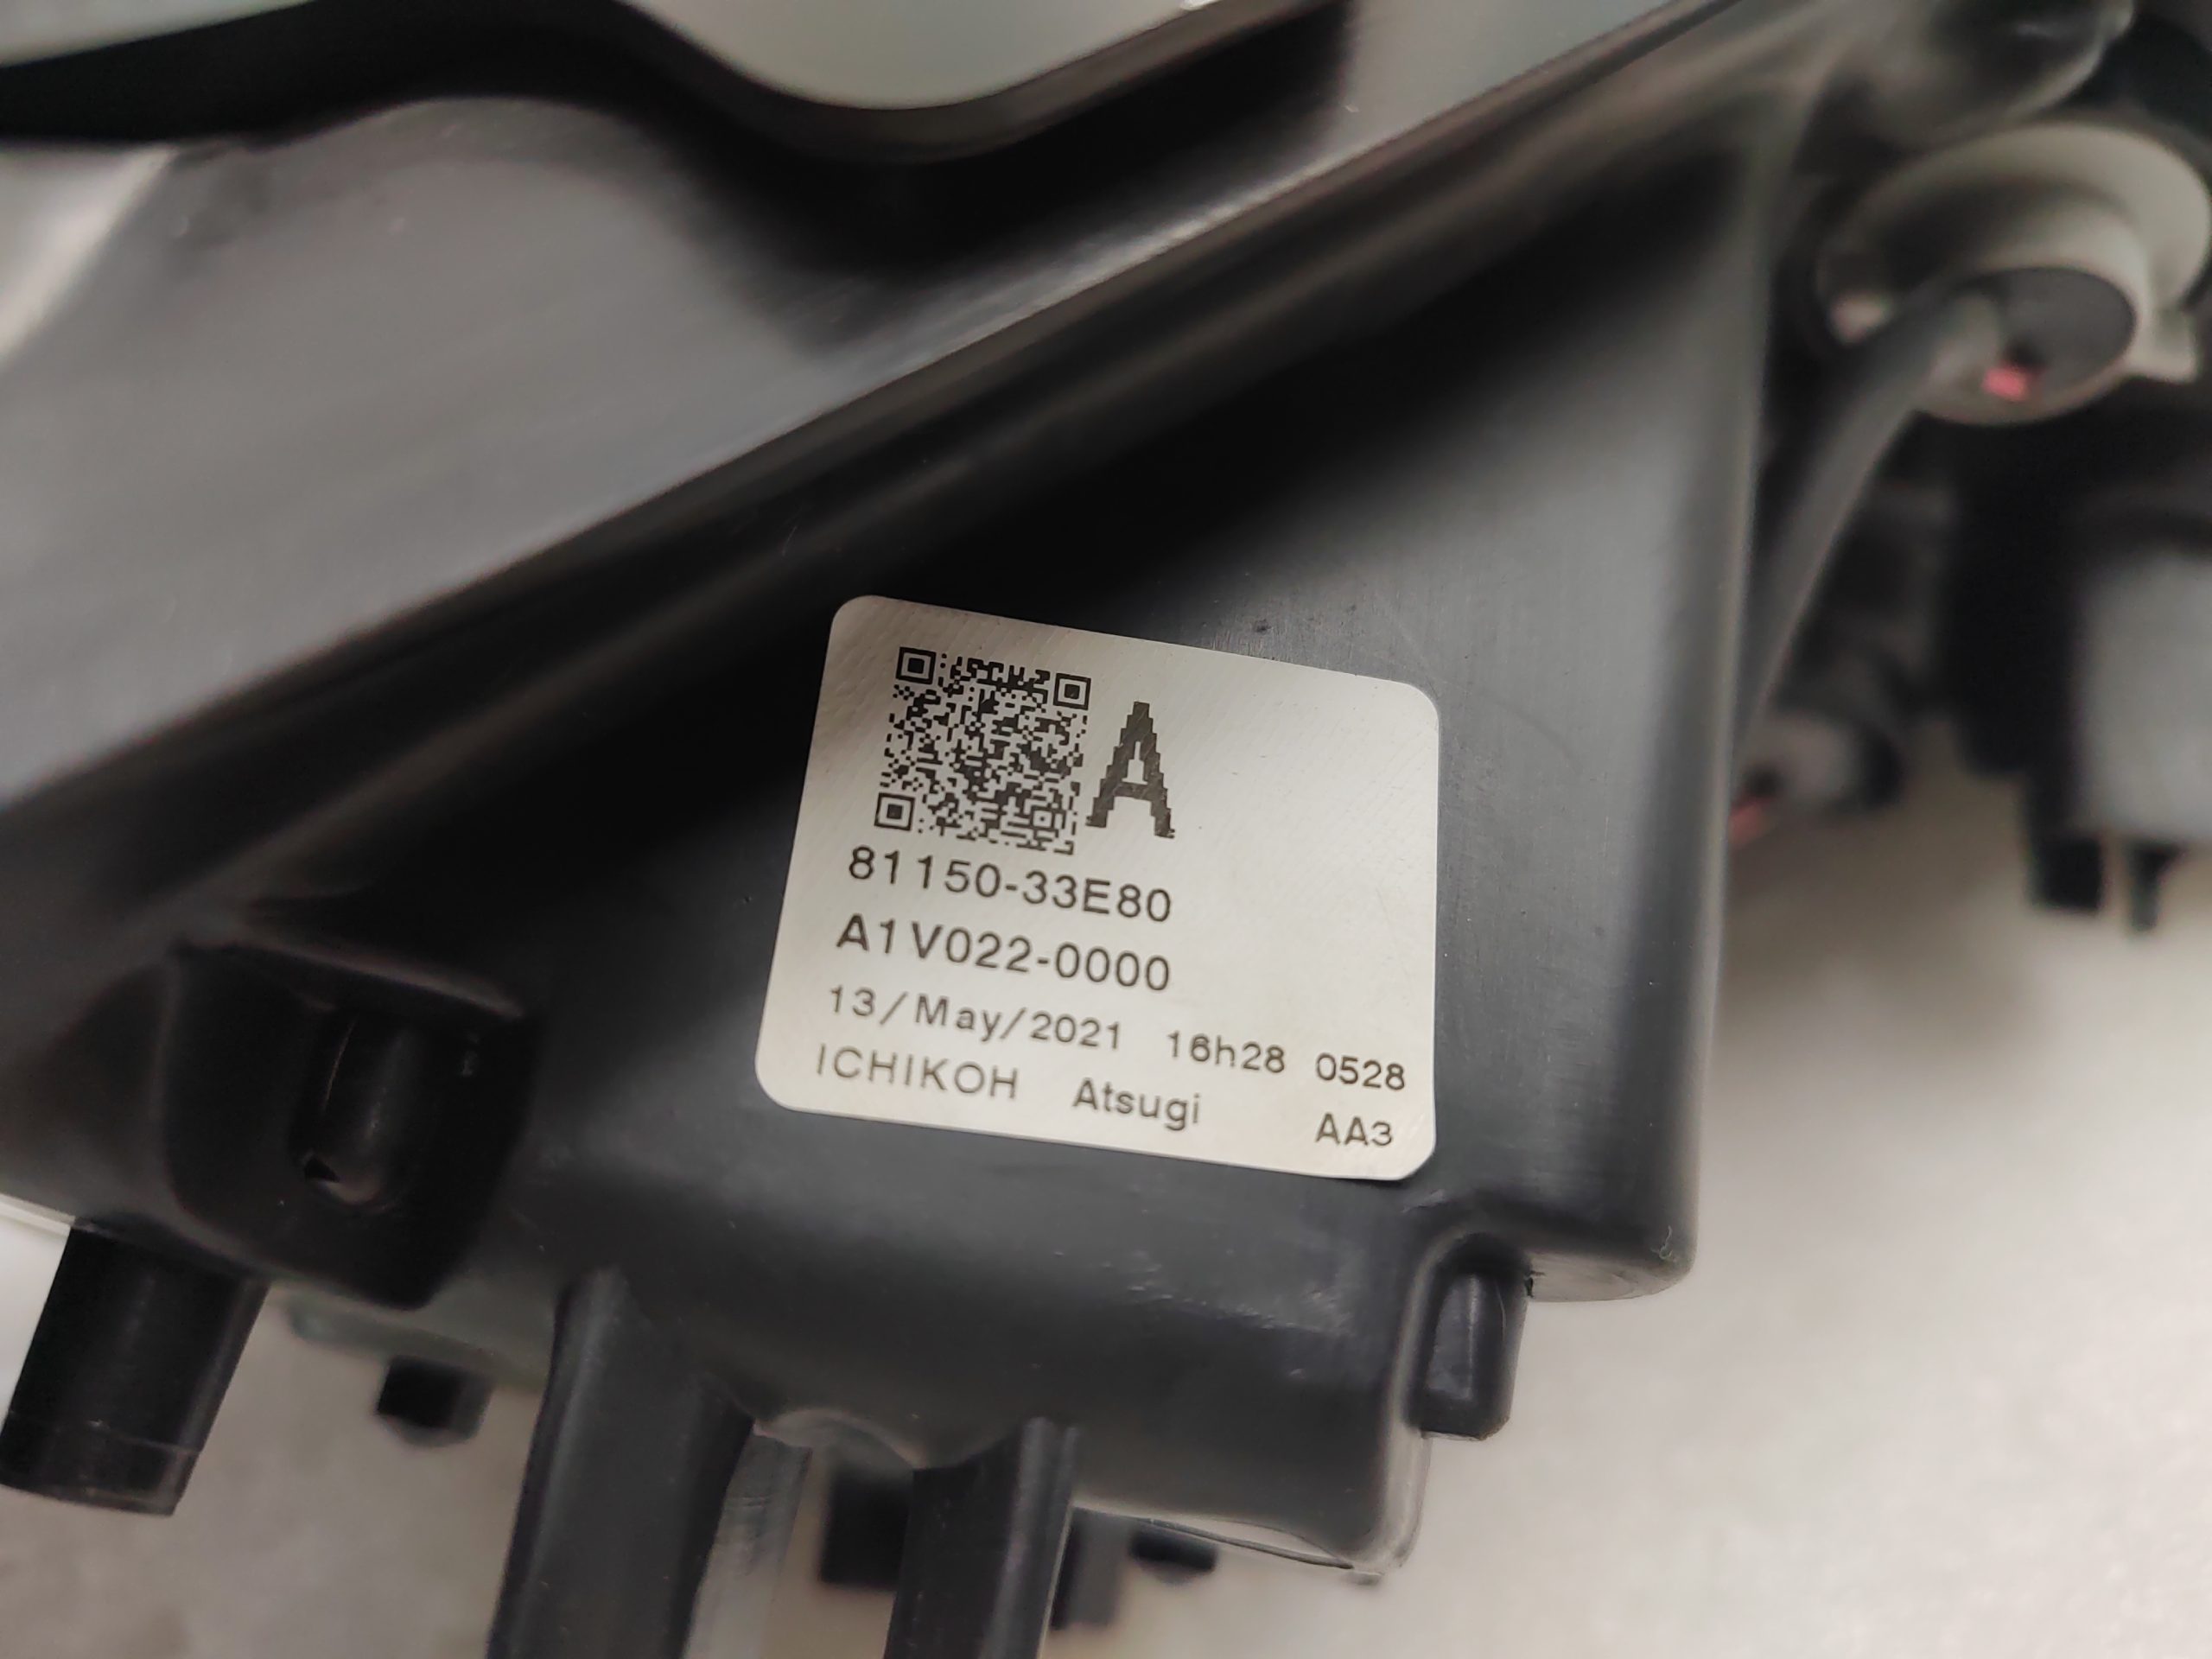 A
81150-33E80
A1V022-0000
13/May/2021 16h28 0528
ICHIKOH Atsugi AA3